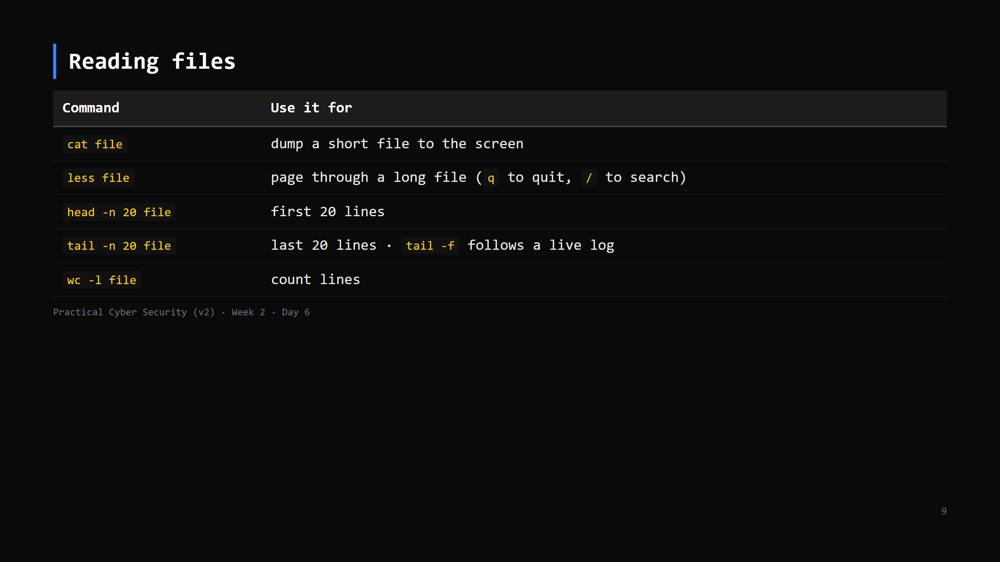 Reading files
Command Use it for
cat file dump a short file to the screen
less file page through a long file (q to quit, / to search)
head -n 20 file first 20 lines
tail -n 20 file last 20 lines · tail -f follows a live log
wc -l file count lines
Practical Cyber Security (v2) · Week 2 · Day 6
9